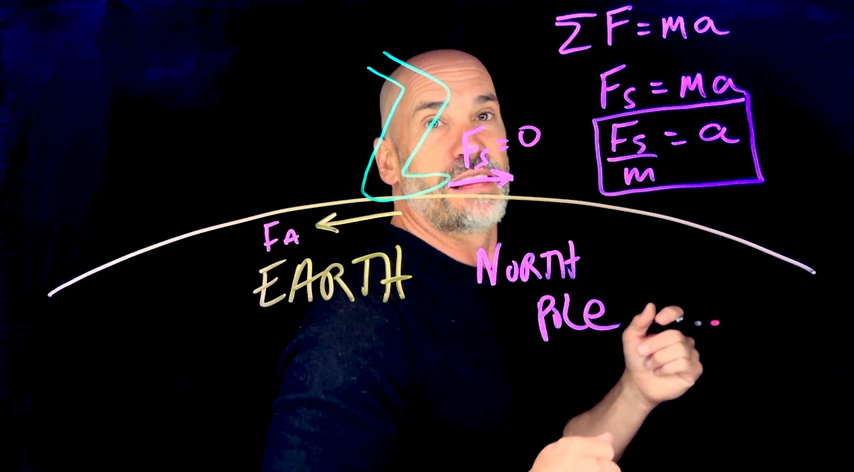 ΣF = ma
Fs = ma
Fs/m = a
Fs = 0
FA
EARTH
NORTH
POLE